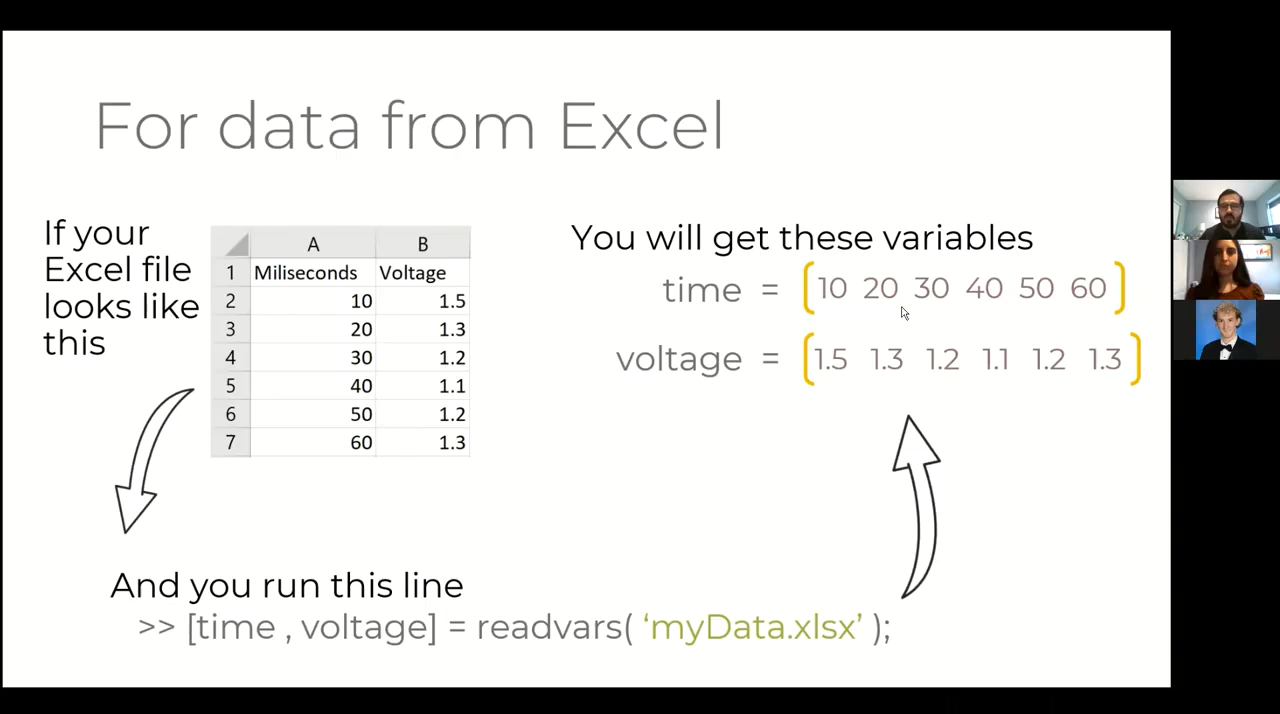 For data from Excel
If your
Excel file
looks like
this
A B
1 Miliseconds Voltage
2 10 1.5
3 20 1.3
4 30 1.2
5 40 1.1
6 50 1.2
7 60 1.3
You will get these variables
time = [10 20 30 40 50 60]
voltage = [1.5 1.3 1.2 1.1 1.2 1.3]
And you run this line
>> [time , voltage] = readvars( ‘myData.xlsx’ );